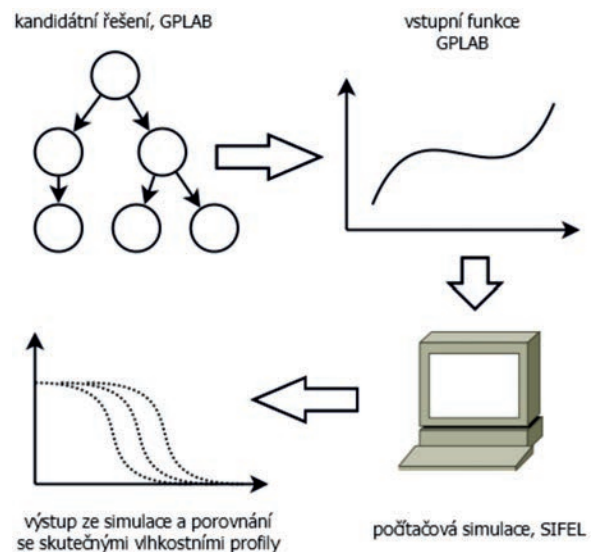 kandidátní řešení, GPLAB
vstupní funkce
GPLAB
výstup ze simulace a porovnání
se skutečnými vlhkostními profily
počítačová simulace, SIFEL